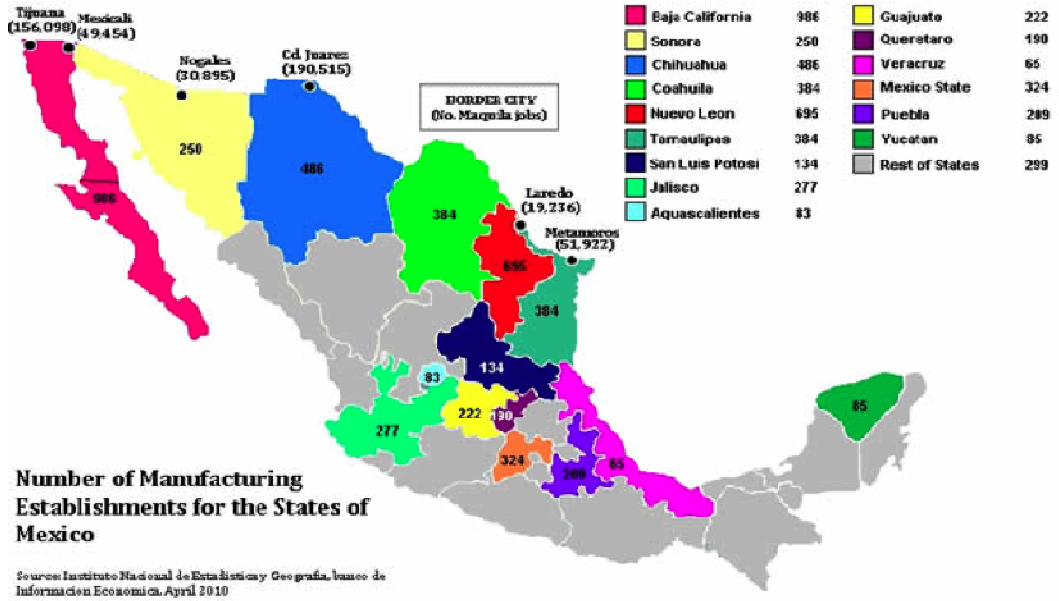 Tijuana
(156,098)
Mexicali
(49,454)
Nogales
(30,895)
Cd. Juarez
(190,515)
BORDER CITY
(No. Maquila jobs)
Laredo
(19,236)
Metamoros
(51,922)
Baja California 986
Sonora 250
Chihuahua 486
Coahuila 384
Nuevo Leon 695
Tamaulipas 384
San Luis Potosi 134
Jalisco 277
Aguascalientes 83
Guajuato 222
Queretaro 190
Veracruz 65
Mexico State 324
Puebla 209
Yucatan 85
Rest of States 299
986
250
486
384
695
384
134
83
222
190
277
324
209
65
85
Number of Manufacturing
Establishments for the States of
Mexico
Source: Instituto Nacional de Estadistica y Geografia, banco de
Informacion Economica. April 2010